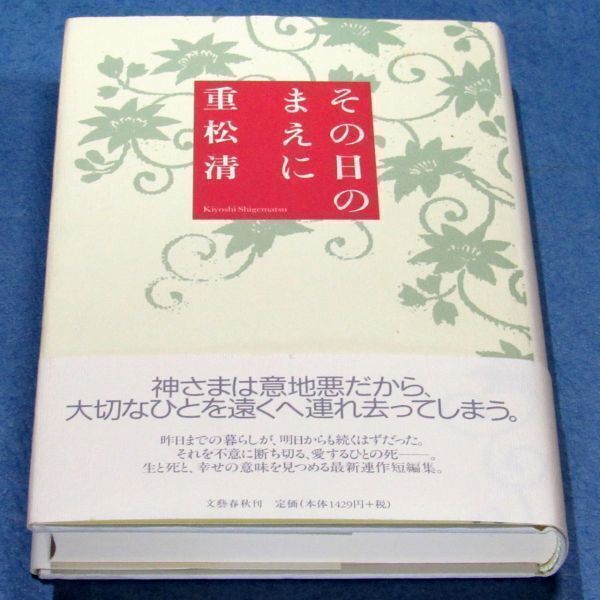 その日の
まえに
重松清
Kiyoshi Shigematsu
神さまは意地悪だから、
大切なひとを遠くへ連れ去ってしまう。
昨日までの暮らしが、明日からも続くはずだった。
それを不意に断ち切る、愛するひとの死──。
生と死と、幸せの意味を見つめる最新連作短編集。
文藝春秋刊 定価（本体1429円+税）